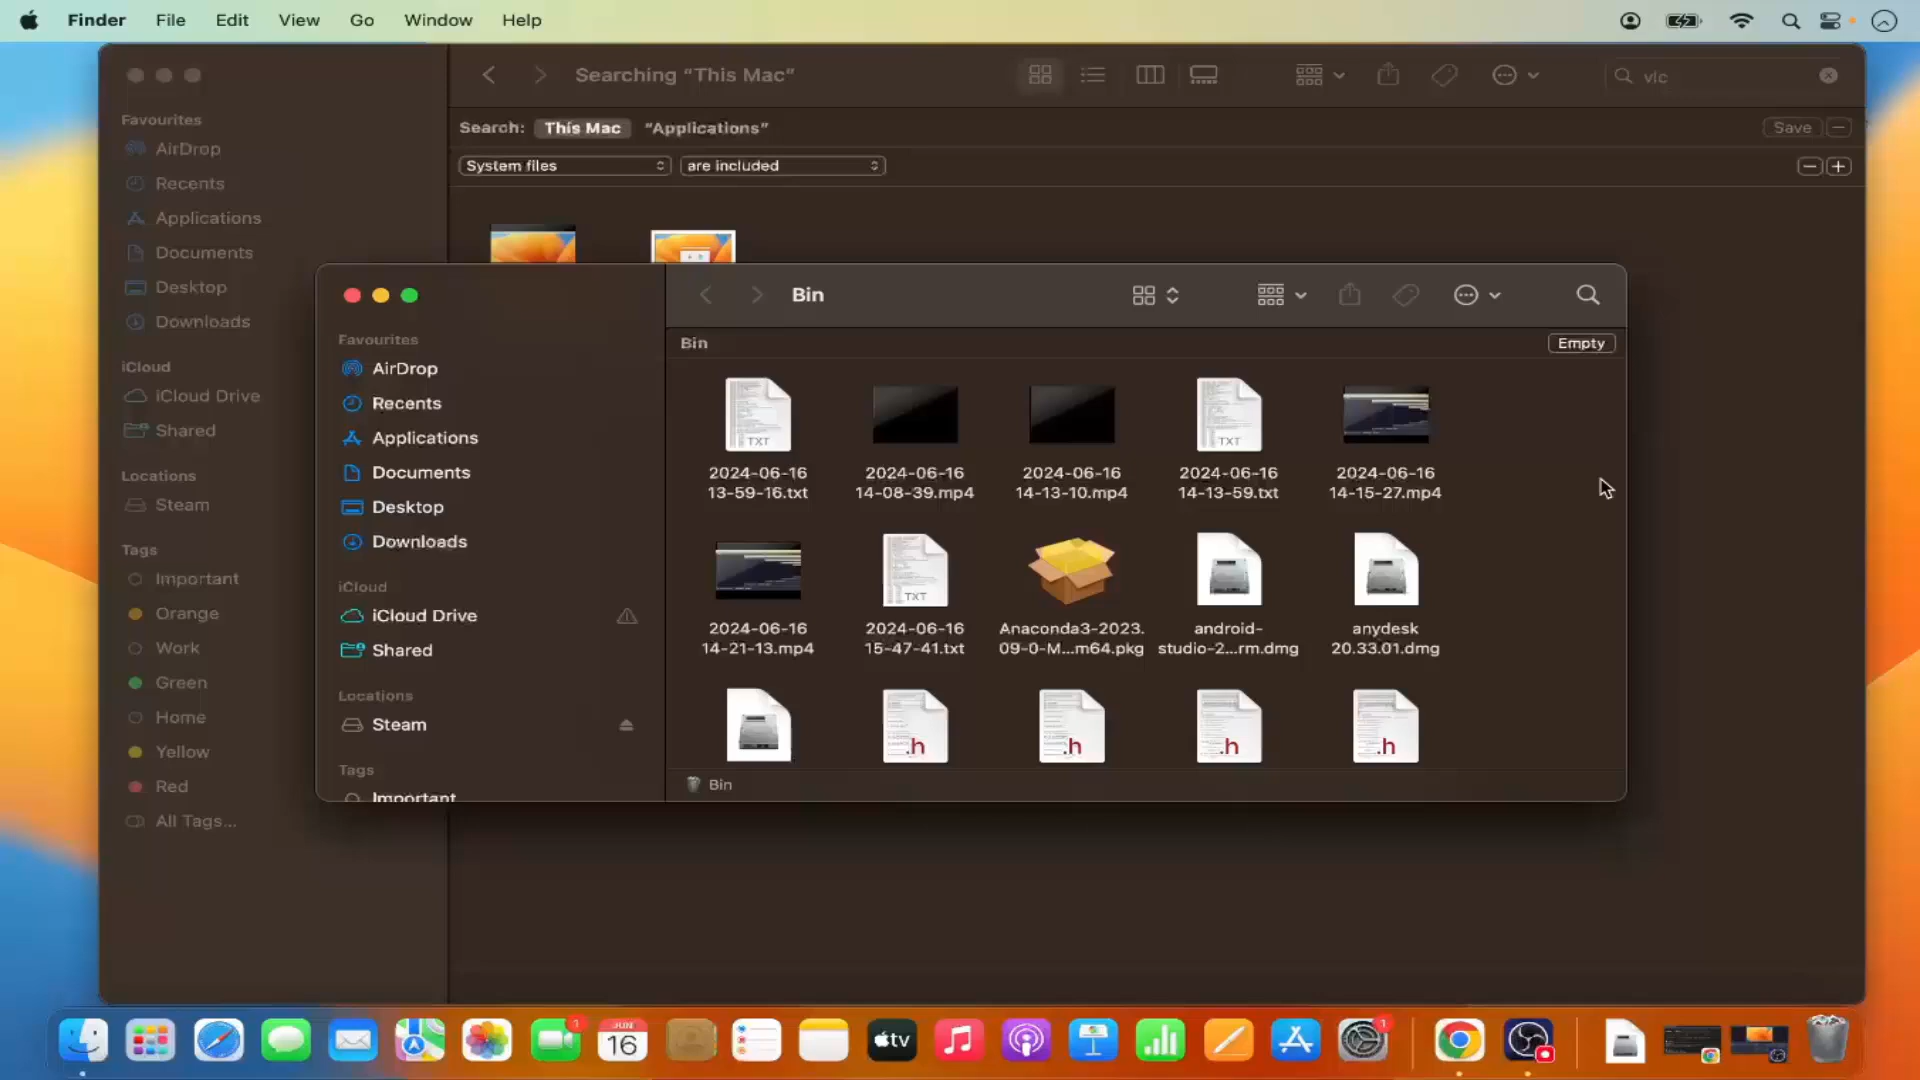 Finder File Edit View Go Window Help
Searching “This Mac”
vlc
Search: This Mac “Applications” Save
System files are included
Favourites
AirDrop
Recents
Applications
Documents
Desktop
Downloads
iCloud
iCloud Drive
Shared
Locations
Steam
Tags
Important
Orange
Work
Green
Home
Yellow
Red
All Tags...
Bin
Favourites
AirDrop
Recents
Applications
Documents
Desktop
Downloads
iCloud
iCloud Drive
Shared
Locations
Steam
Tags
Important
Bin Empty
TXT TXT
2024-06-16 2024-06-16 2024-06-16 2024-06-16 2024-06-16
13-59-16.txt 14-08-39.mp4 14-13-10.mp4 14-13-59.txt 14-15-27.mp4
TXT
2024-06-16 2024-06-16 Anaconda3-2023. android- anydesk
14-21-13.mp4 15-47-41.txt 09-0-M...m64.pkg studio-2...rm.dmg 20.33.01.dmg
.h .h .h .h
Bin
1 JUN 1
16 tv